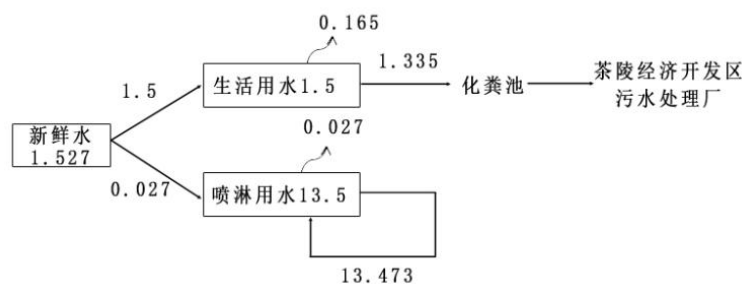 0.165
生活用水1.5
1.335
化粪池
茶陵经济开发区
污水处理厂
1.5
新鲜水
1.527
0.027
0.027
喷淋用水13.5
13.473